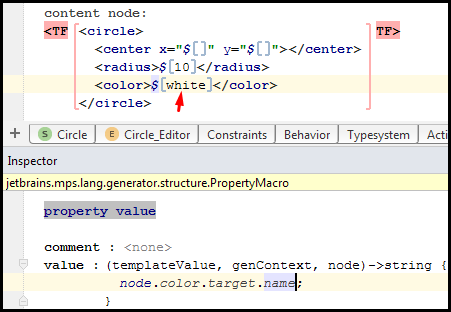 content node:
<TF <circle> TF>
<center x="$[]" y="$[]"></center>
<radius>$[10]</radius>
<color>$[white]</color>
</circle>
+ S Circle E Circle_Editor Constraints Behavior Typesystem Acti
Inspector
jetbrains.mps.lang.generator.structure.PropertyMacro
property value
comment : <none>
value : (templateValue, genContext, node)->string {
node.color.target.name;
}